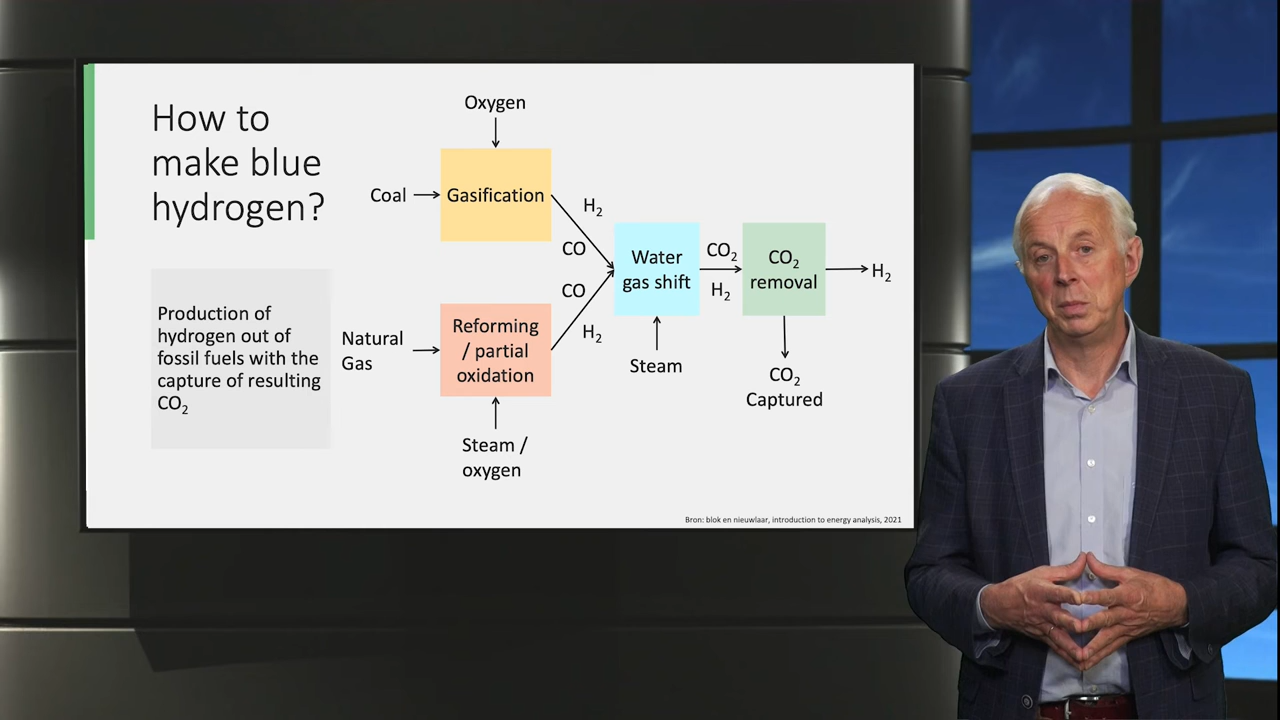 How to
make blue
hydrogen?
Production of
hydrogen out of
fossil fuels with the
capture of resulting
CO₂
Oxygen
Coal
Gasification
H₂
CO
Natural
Gas
Reforming
/ partial
oxidation
CO
H₂
Steam /
oxygen
Water
gas shift
Steam
CO₂
H₂
CO₂
removal
H₂
CO₂
Captured
Bron: blok en nieuwlaar, introduction to energy analysis, 2021